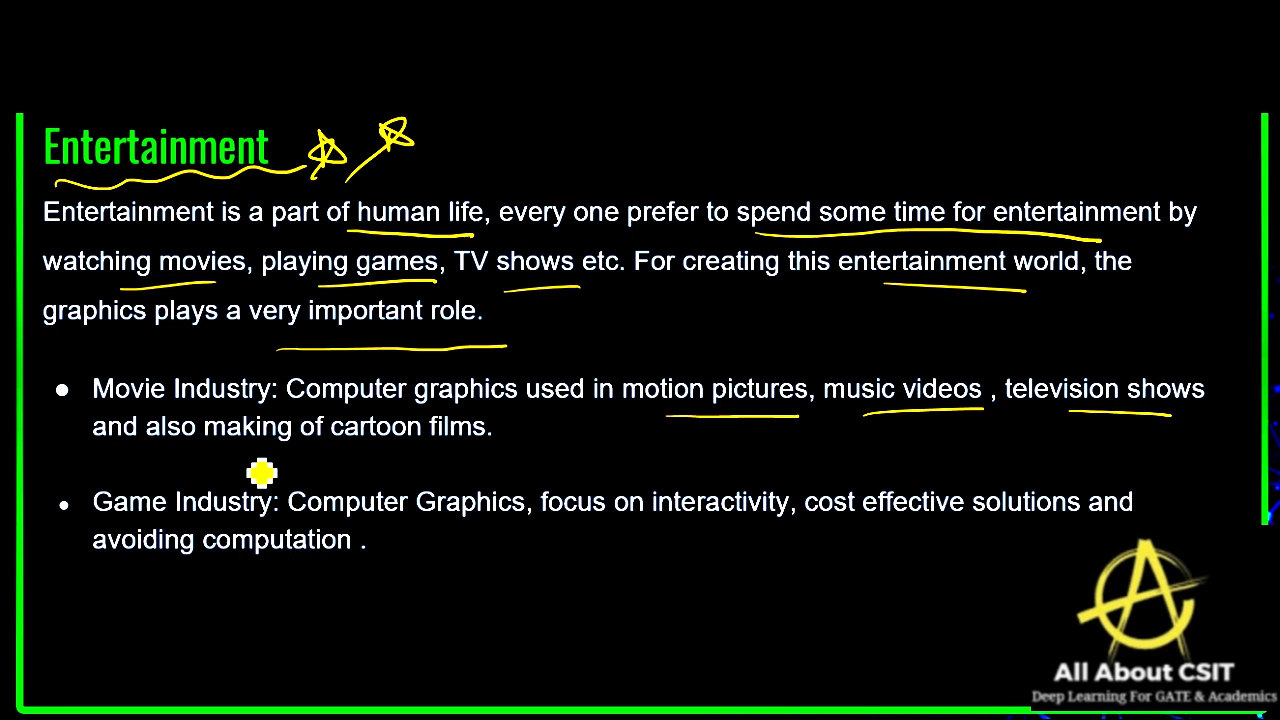 Entertainment
Entertainment is a part of human life, every one prefer to spend some time for entertainment by
watching movies, playing games, TV shows etc. For creating this entertainment world, the
graphics plays a very important role.
● Movie Industry: Computer graphics used in motion pictures, music videos , television shows
and also making of cartoon films.
● Game Industry: Computer Graphics, focus on interactivity, cost effective solutions and
avoiding computation .
All About CSIT
Deep Learning For GATE & Academics